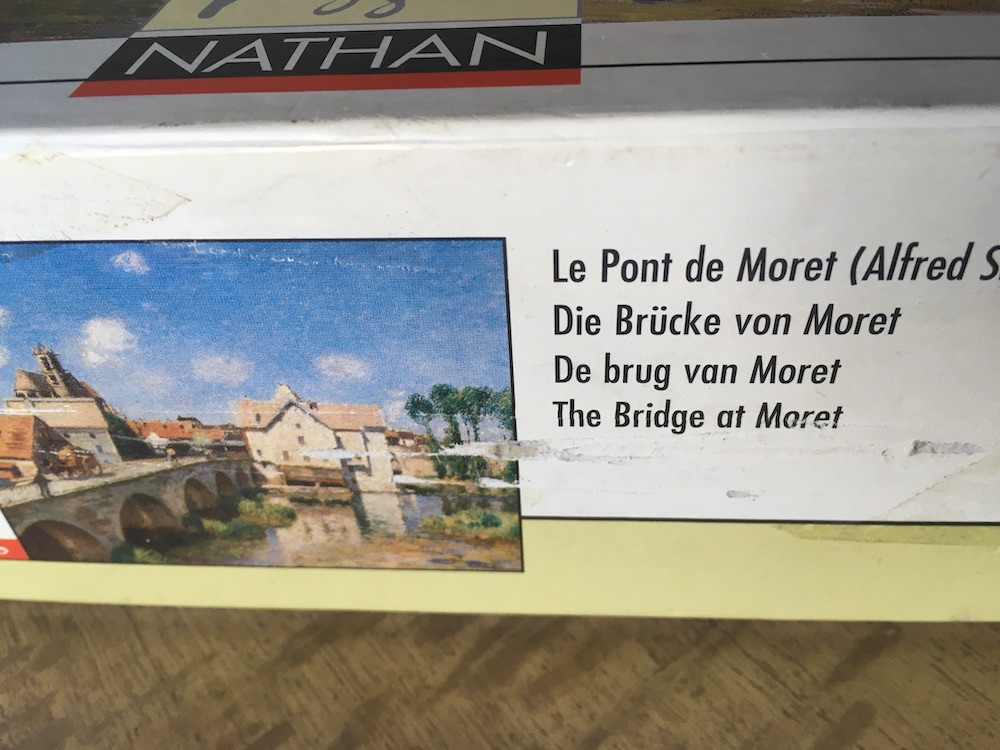 NATHAN
Le Pont de Moret (Alfred
Die Brücke von Moret
De brug van Moret
The Bridge at Moret